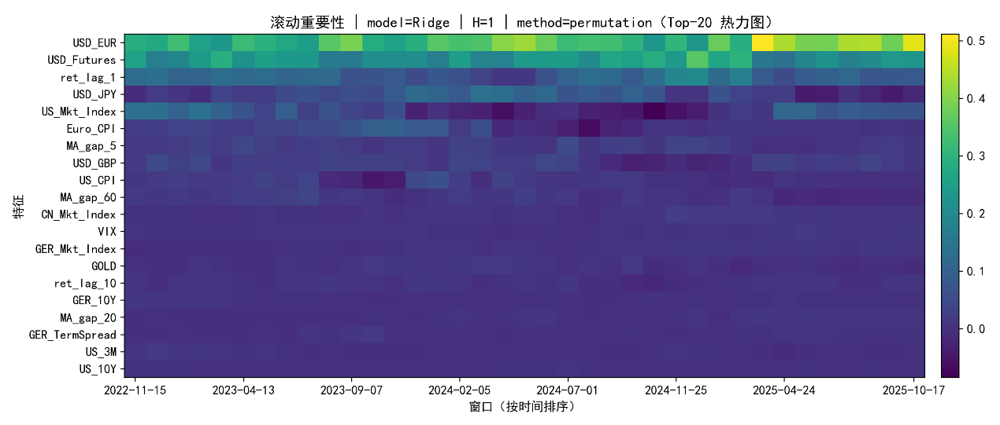 滚动重要性 | model=Ridge | H=1 | method=permutation（Top-20 热力图）
特征
USD_EUR
USD_Futures
ret_lag_1
USD_JPY
US_Mkt_Index
Euro_CPI
MA_gap_5
USD_GBP
US_CPI
MA_gap_60
CN_Mkt_Index
VIX
GER_Mkt_Index
GOLD
ret_lag_10
GER_10Y
MA_gap_20
GER_TermSpread
US_3M
US_10Y
0.5
0.4
0.3
0.2
0.1
0.0
2022-11-15 2023-04-13 2023-09-07 2024-02-05 2024-07-01 2024-11-25 2025-04-24 2025-10-17
窗口（按时间排序）